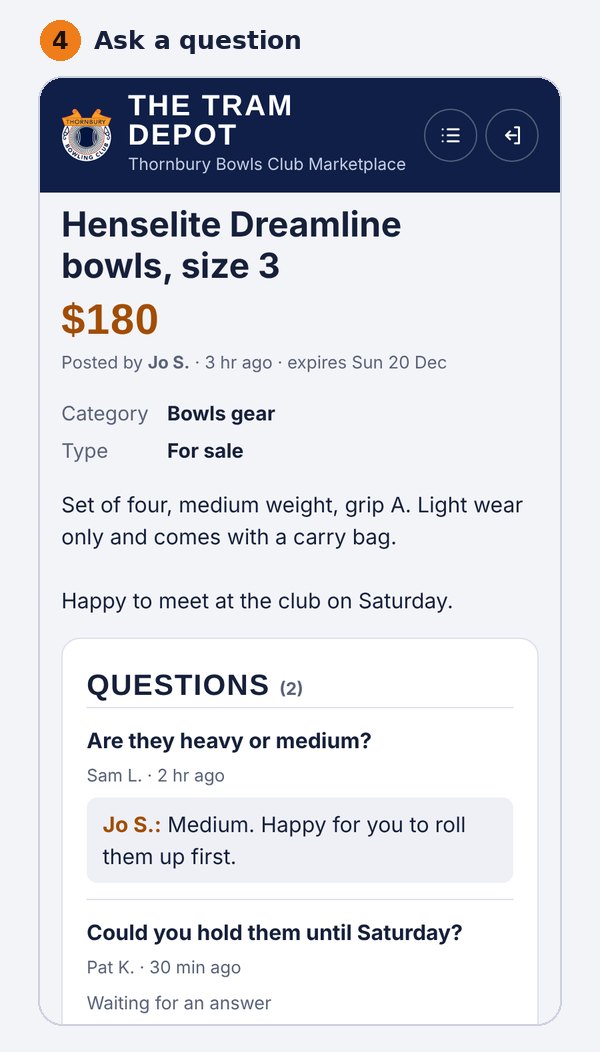 4 Ask a question
THORNBURY
BOWLING CLUB
THE TRAM
DEPOT
Thornbury Bowls Club Marketplace
Henselite Dreamline
bowls, size 3
$180
Posted by Jo S. · 3 hr ago · expires Sun 20 Dec
Category Bowls gear
Type For sale
Set of four, medium weight, grip A. Light wear
only and comes with a carry bag.
Happy to meet at the club on Saturday.
QUESTIONS (2)
Are they heavy or medium?
Sam L. · 2 hr ago
Jo S.: Medium. Happy for you to roll
them up first.
Could you hold them until Saturday?
Pat K. · 30 min ago
Waiting for an answer